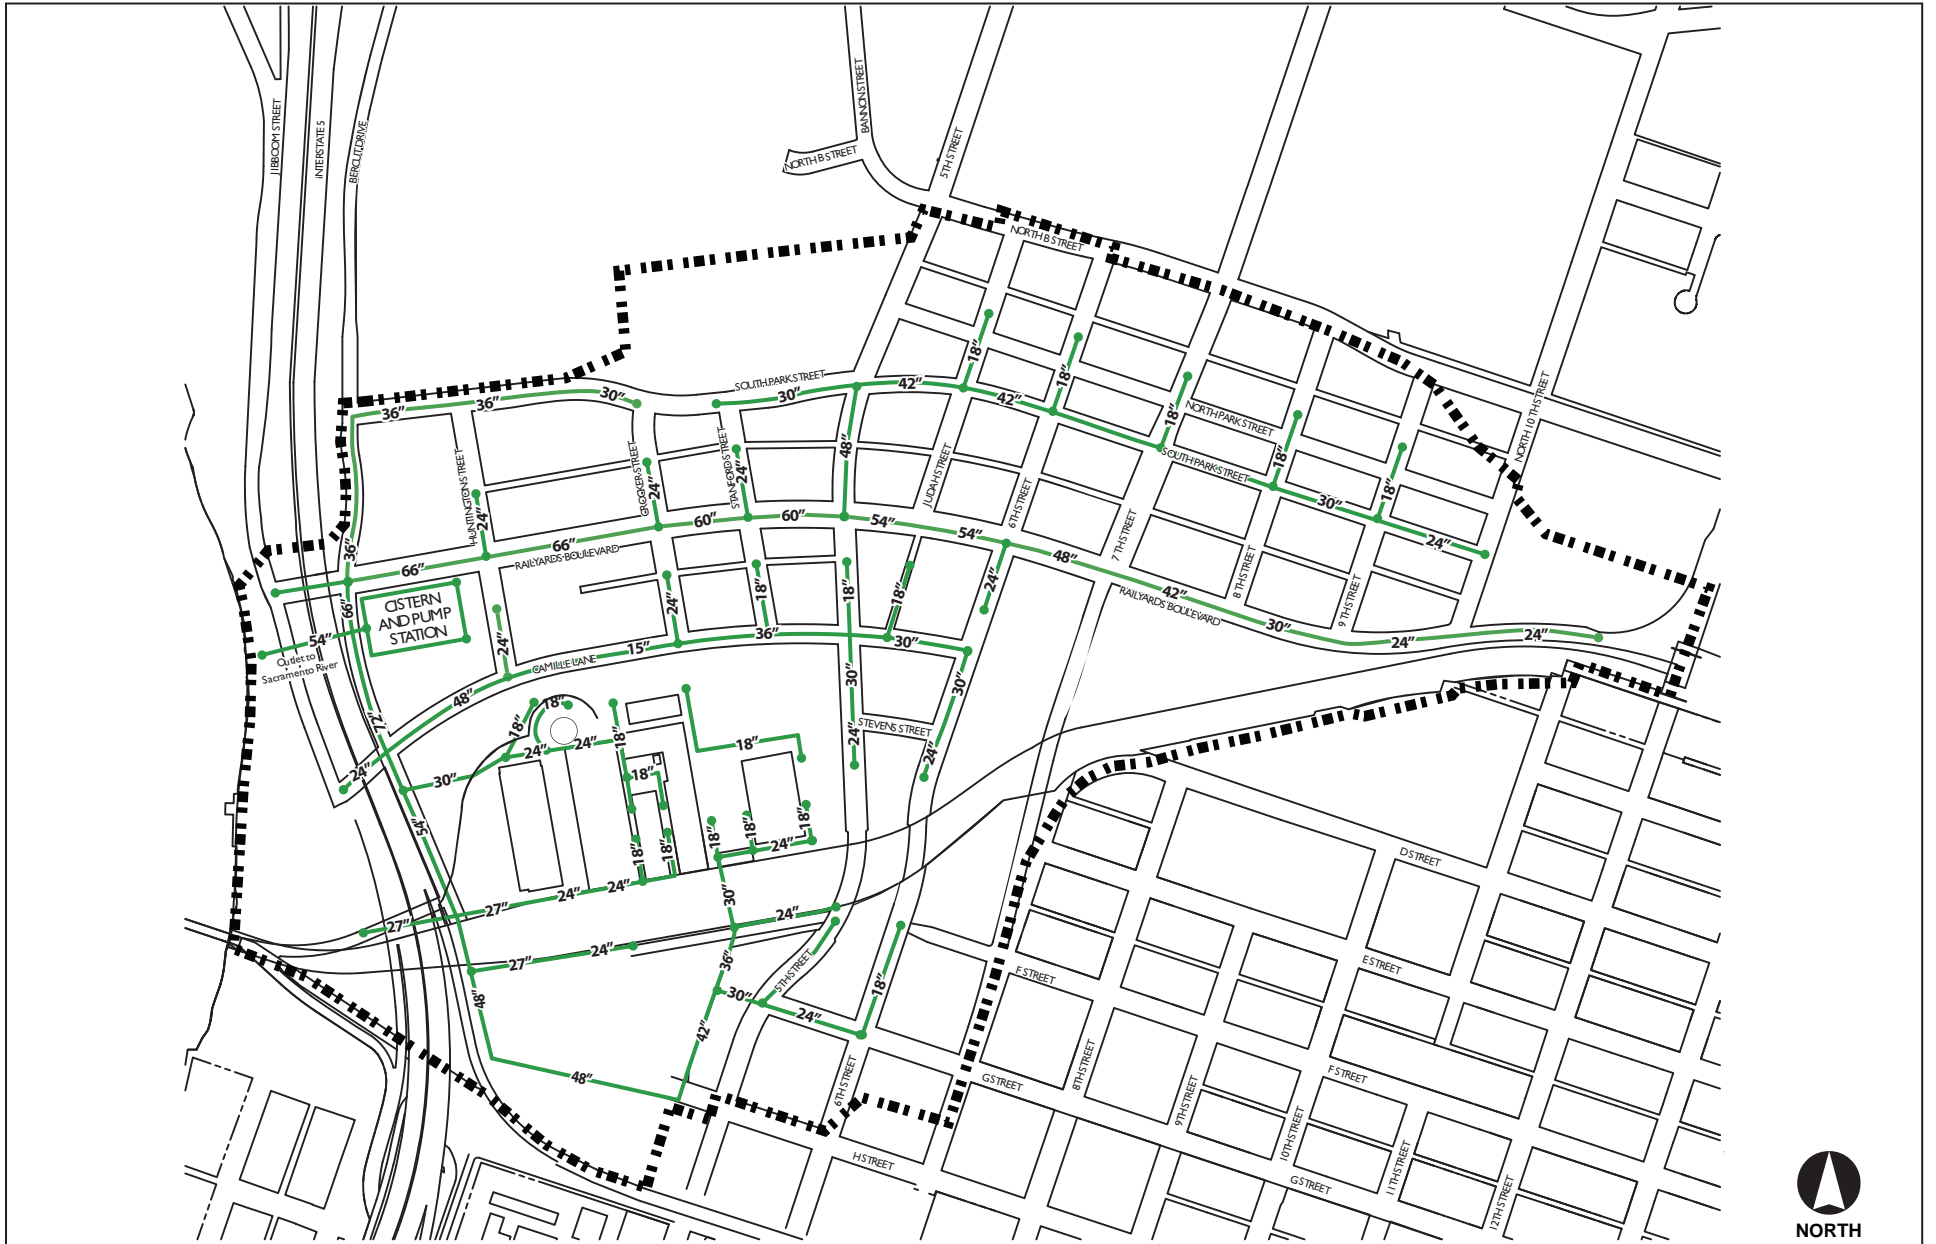 JIBBOOM STREET
INTERSTATE 5
BERCUT DRIVE
BANNON STREET
NORTH B STREET
5TH STREET
NORTH B STREET
SOUTH PARK STREET
36”
36”
30”
30”
42”
42”
18”
18”
18”
18”
18”
NORTH PARK STREET
SOUTH PARK STREET
NORTH 10TH STREET
30”
24”
HUNTINGTON STREET
CROCKER STREET
STANFORD STREET
JUDAH STREET
6TH STREET
7TH STREET
8TH STREET
9TH STREET
24”
24”
24”
48”
36”
66”
66”
60”
60”
54”
54”
48”
42”
30”
24”
24”
RAILYARDS BOULEVARD
RAILYARDS BOULEVARD
CISTERN
AND PUMP
STATION
66”
54”
Outlet to
Sacramento River
24”
24”
18”
18”
18”
24”
CAMILLE LANE
15”
36”
30”
48”
72”
24”
30”
30”
24”
24”
STEVENS STREET
18”
18”
24”
24”
30”
18”
18”
18”
18”
18”
18”
18”
18”
24”
54”
27”
27”
24”
24”
30”
24”
27”
24”
36”
48”
48”
42”
30”
24”
18”
5TH STREET
6TH STREET
D STREET
E STREET
F STREET
F STREET
G STREET
G STREET
H STREET
8TH STREET
9TH STREET
10TH STREET
11TH STREET
12TH STREET
NORTH